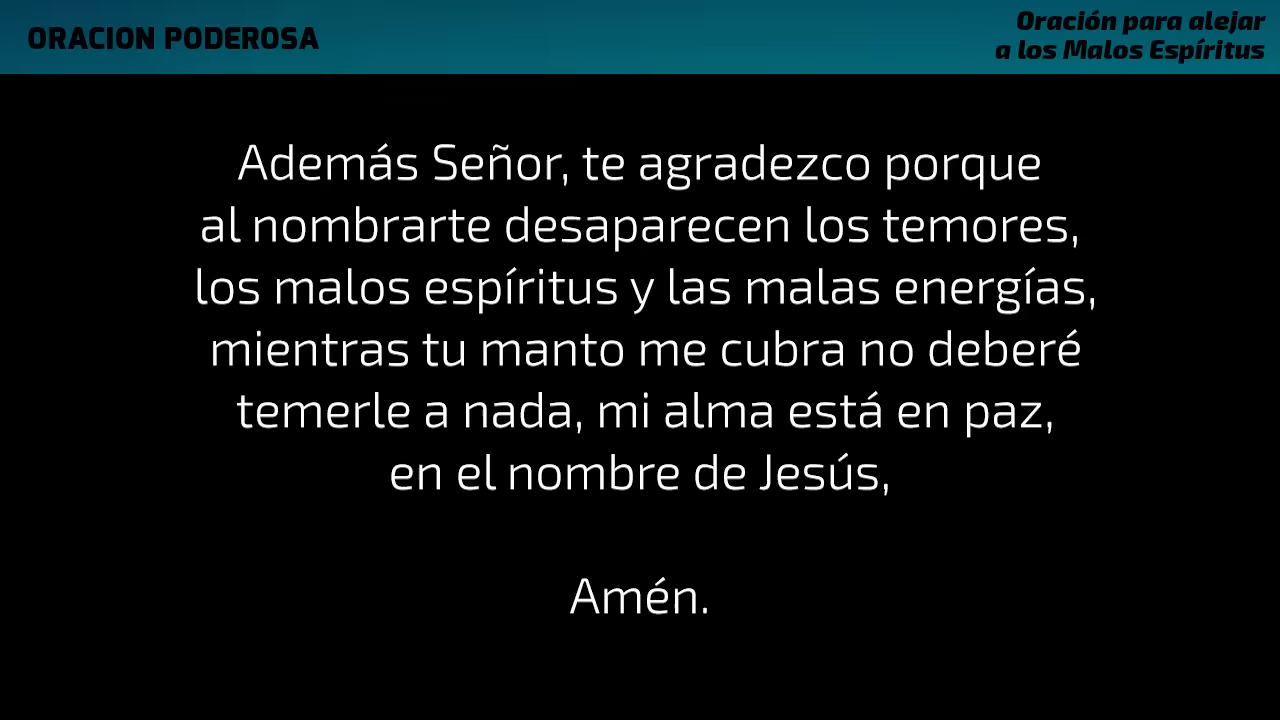 ORACION PODEROSA
Oración para alejar
a los Malos Espíritus
Además Señor, te agradezco porque
al nombrarte desaparecen los temores,
los malos espíritus y las malas energías,
mientras tu manto me cubra no deberé
temerle a nada, mi alma está en paz,
en el nombre de Jesús,
Amén.